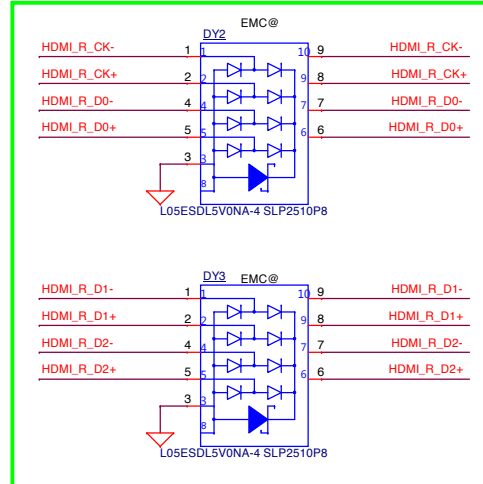 EMC@
DY2
HDMI_R_CK- 1 1 10 9 HDMI_R_CK-
HDMI_R_CK+ 2 2 9 8 HDMI_R_CK+
HDMI_R_D0- 4 4 7 7 HDMI_R_D0-
HDMI_R_D0+ 5 5 6 6 HDMI_R_D0+
3 3
8
L05ESDL5V0NA-4 SLP2510P8
DY3 EMC@
HDMI_R_D1- 1 1 10 9 HDMI_R_D1-
HDMI_R_D1+ 2 2 9 8 HDMI_R_D1+
HDMI_R_D2- 4 4 7 7 HDMI_R_D2-
HDMI_R_D2+ 5 5 6 6 HDMI_R_D2+
3 3
8
L05ESDL5V0NA-4 SLP2510P8